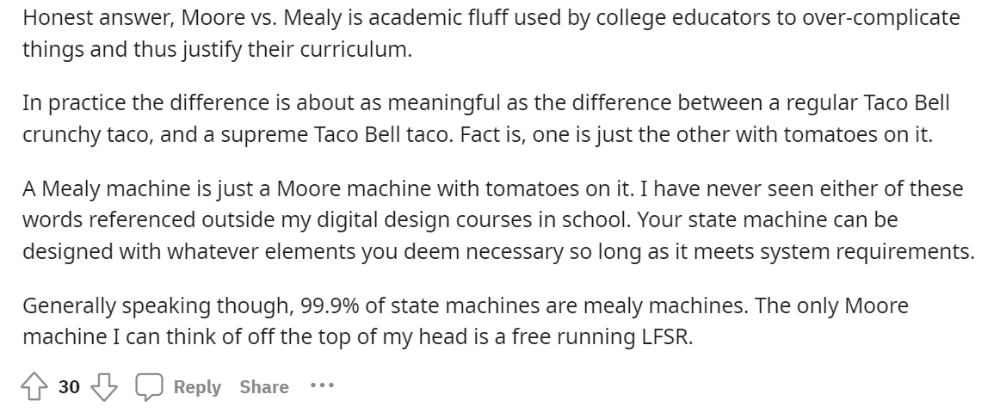 Honest answer, Moore vs. Mealy is academic fluff used by college educators to over-complicate
things and thus justify their curriculum.
In practice the difference is about as meaningful as the difference between a regular Taco Bell
crunchy taco, and a supreme Taco Bell taco. Fact is, one is just the other with tomatoes on it.
A Mealy machine is just a Moore machine with tomatoes on it. I have never seen either of these
words referenced outside my digital design courses in school. Your state machine can be
designed with whatever elements you deem necessary so long as it meets system requirements.
Generally speaking though, 99.9% of state machines are mealy machines. The only Moore
machine I can think of off the top of my head is a free running LFSR.
30 Reply Share ...